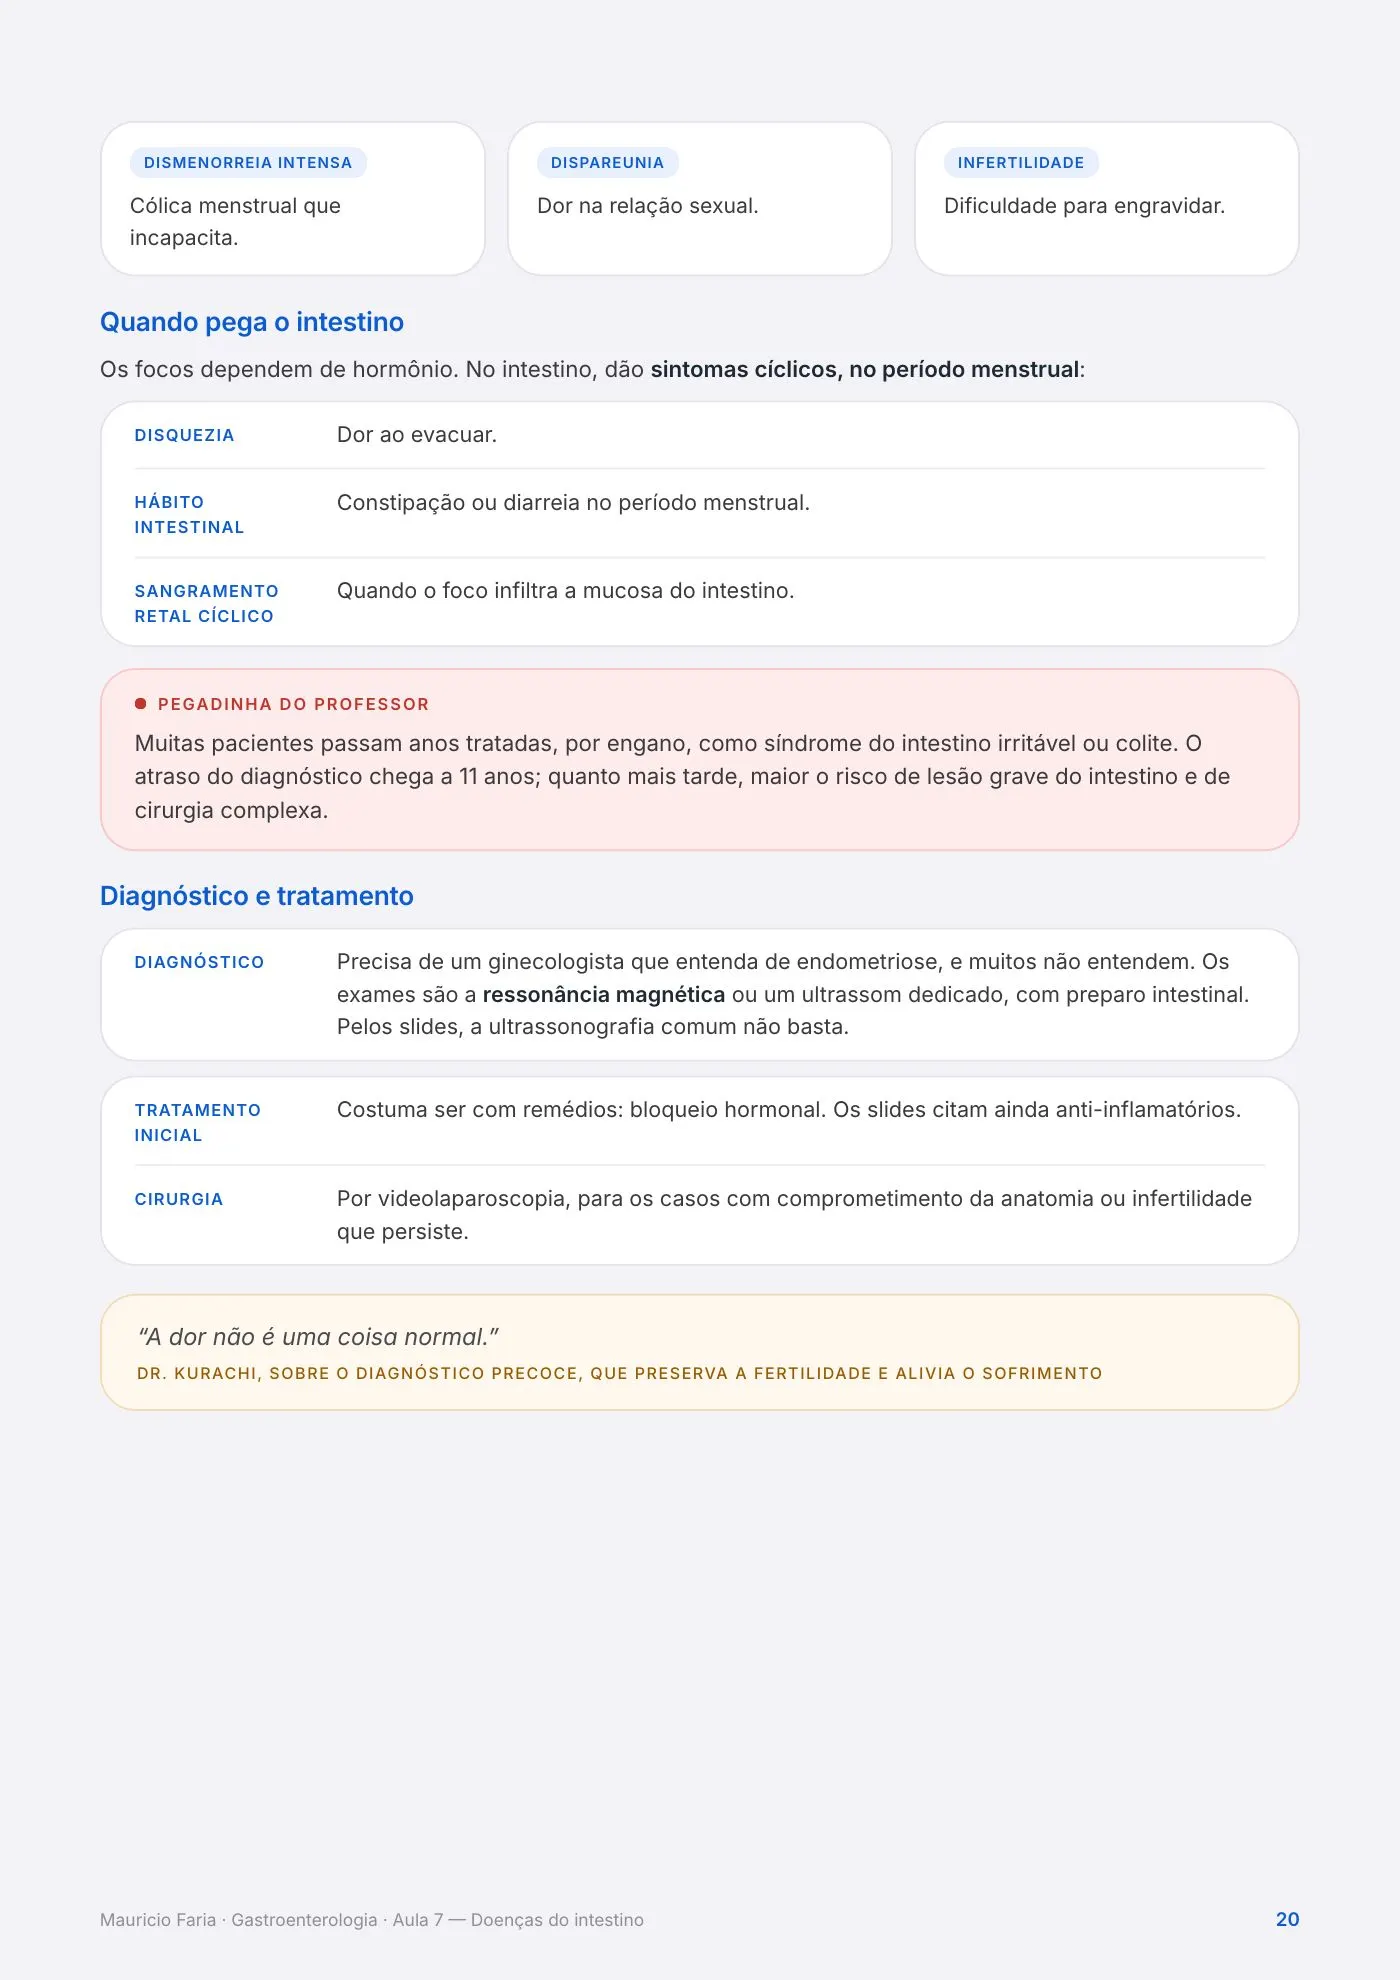 DISMENORREIA INTENSA
Cólica menstrual que
incapacita.
DISPAREUNIA
Dor na relação sexual.
INFERTILIDADE
Dificuldade para engravidar.
Quando pega o intestino
Os focos dependem de hormônio. No intestino, dão sintomas cíclicos, no período menstrual:
DISQUEZIA
Dor ao evacuar.
HÁBITO
INTESTINAL
Constipação ou diarreia no período menstrual.
SANGRAMENTO
RETAL CÍCLICO
Quando o foco infiltra a mucosa do intestino.
PEGADINHA DO PROFESSOR
Muitas pacientes passam anos tratadas, por engano, como síndrome do intestino irritável ou colite. O
atraso do diagnóstico chega a 11 anos; quanto mais tarde, maior o risco de lesão grave do intestino e de
cirurgia complexa.
Diagnóstico e tratamento
DIAGNÓSTICO
Precisa de um ginecologista que entenda de endometriose, e muitos não entendem. Os
exames são a ressonância magnética ou um ultrassom dedicado, com preparo intestinal.
Pelos slides, a ultrassonografia comum não basta.
TRATAMENTO
INICIAL
Costuma ser com remédios: bloqueio hormonal. Os slides citam ainda anti-inflamatórios.
CIRURGIA
Por videolaparoscopia, para os casos com comprometimento da anatomia ou infertilidade
que persiste.
“A dor não é uma coisa normal.”
DR. KURACHI, SOBRE O DIAGNÓSTICO PRECOCE, QUE PRESERVA A FERTILIDADE E ALIVIA O SOFRIMENTO
Mauricio Faria · Gastroenterologia · Aula 7 — Doenças do intestino
20